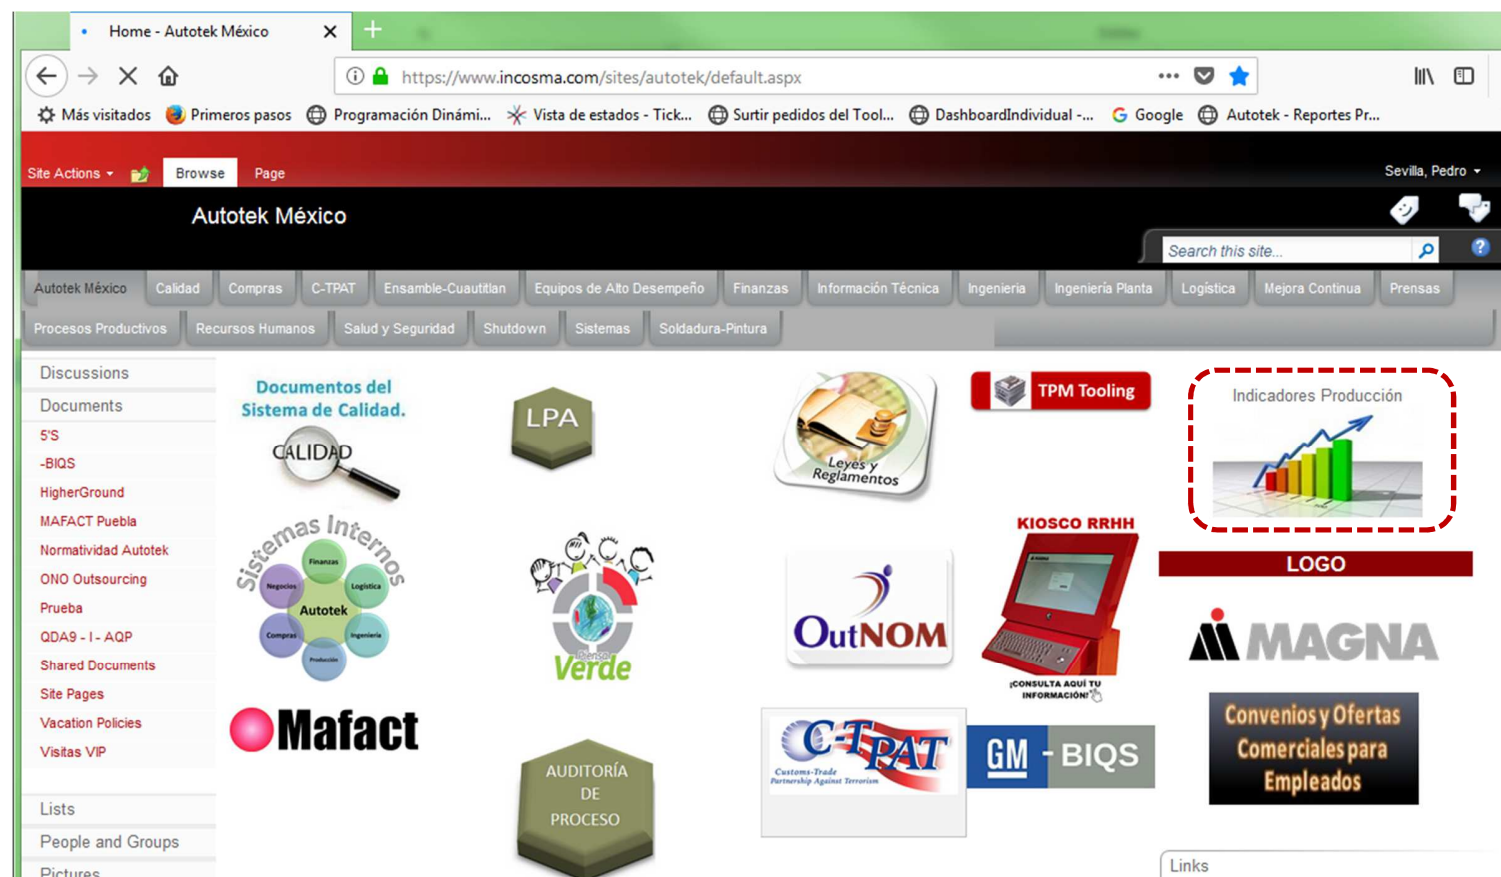 Home - Autotek México
https://www.incosma.com/sites/autotek/default.aspx
Más visitados Primeros pasos Programación Dinámi... Vista de estados - Tick... Surtir pedidos del Tool... DashboardIndividual -... Google Autotek - Reportes Pr...
Site Actions Browse Page Sevilla, Pedro
Autotek México
Search this site...
Autotek México Calidad Compras C-TPAT Ensamble-Cuautitlan Equipos de Alto Desempeño Finanzas Información Técnica Ingenieria Ingeniería Planta Logística Mejora Continua Prensas
Procesos Productivos Recursos Humanos Salud y Seguridad Shutdown Sistemas Soldadura-Pintura
Discussions
Documents
5'S
-BIQS
HigherGround
MAFACT Puebla
Normatividad Autotek
ONO Outsourcing
Prueba
QDA9 - I - AQP
Shared Documents
Site Pages
Vacation Policies
Visitas VIP
Lists
People and Groups
Pictures
Documentos del
Sistema de Calidad.
CALIDAD
LPA
Leyes y
Reglamentos
TPM Tooling
Indicadores Producción
Sistemas Internos
Finanzas
Negocios
Logística
Autotek
Compras
Ingeniería
Producción
Piensa
Verde
OutNOM
KIOSCO RRHH
¡CONSULTA AQUÍ TU
INFORMACIÓN!
LOGO
MAGNA
Mafact
AUDITORÍA
DE
PROCESO
C-TPAT
Customs-Trade
Partnership Against Terrorism
GM - BIQS
Convenios y Ofertas
Comerciales para
Empleados
Links